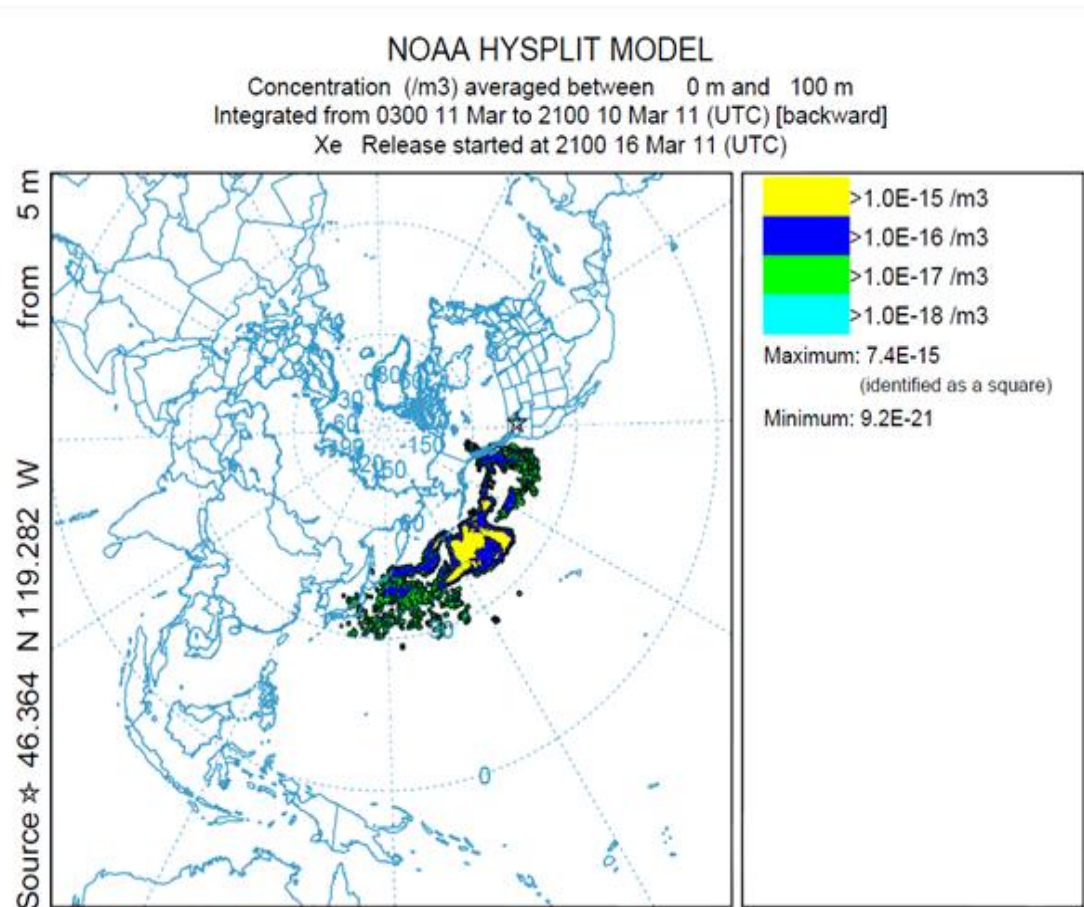 NOAA HYSPLIT MODEL
Concentration (/m3) averaged between 0 m and 100 m
Integrated from 0300 11 Mar to 2100 10 Mar 11 (UTC) [backward]
Xe Release started at 2100 16 Mar 11 (UTC)
Source ☆ 46.364 N 119.282 W from 5 m
>1.0E-15 /m3
>1.0E-16 /m3
>1.0E-17 /m3
>1.0E-18 /m3
Maximum: 7.4E-15
(identified as a square)
Minimum: 9.2E-21
30
-150
0